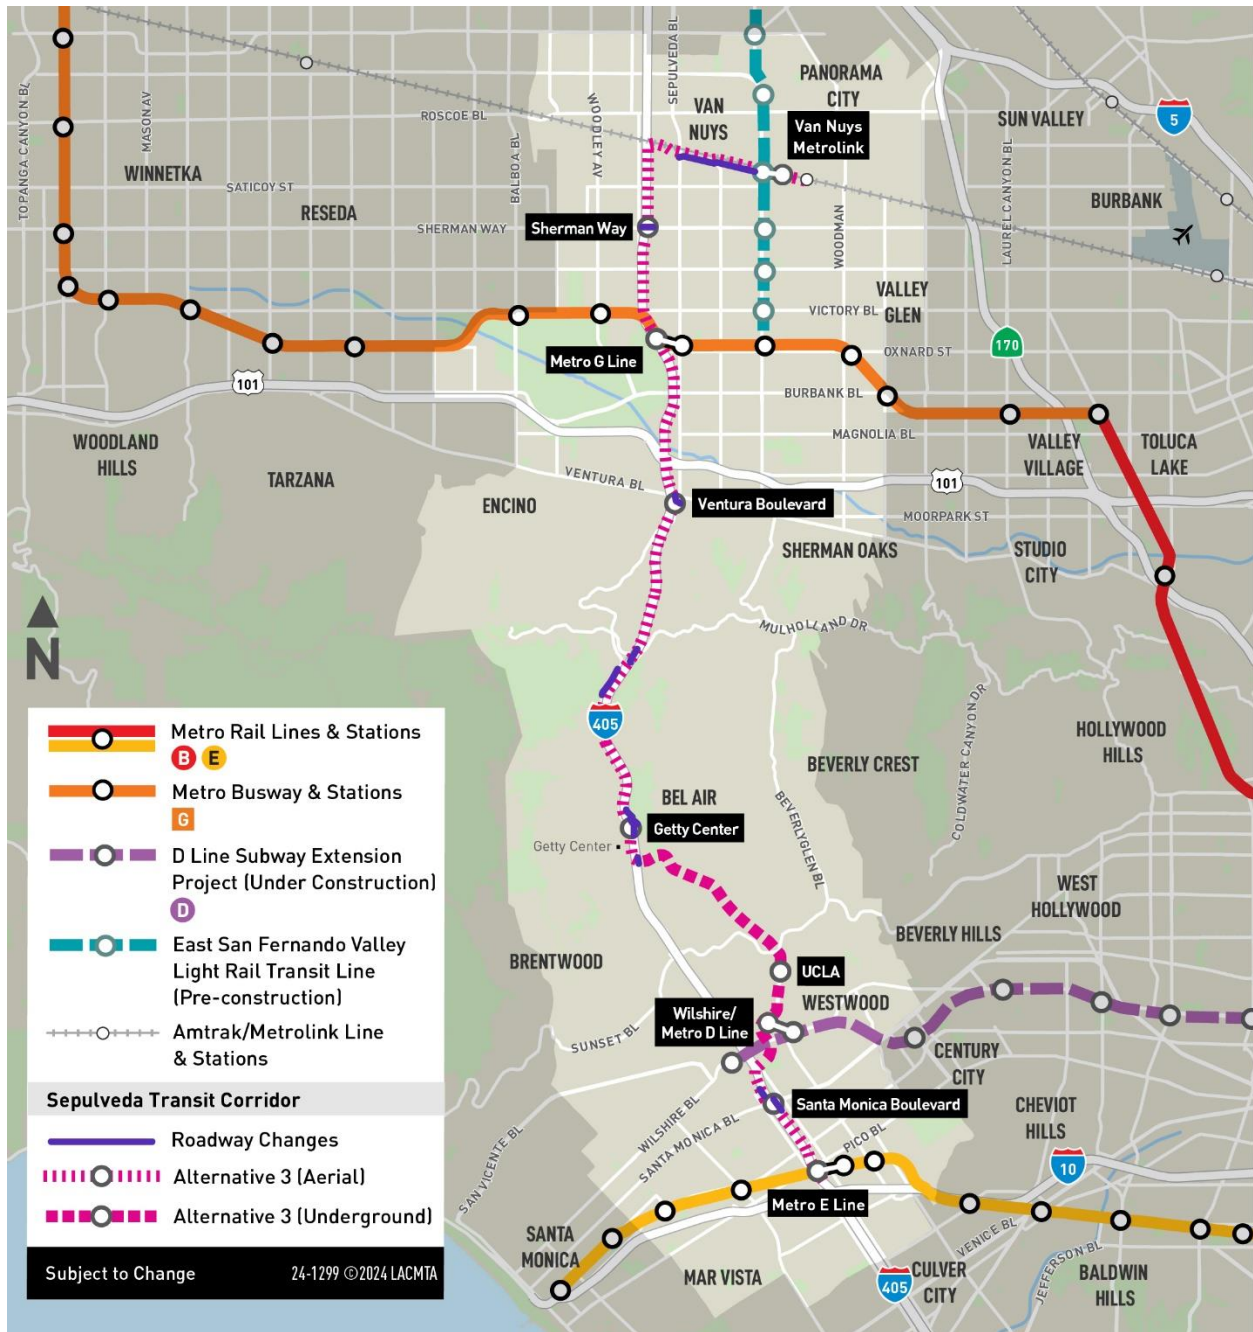 TOPANGA CANYON BL
MASON AV
WINNETKA
SATICOY ST
RESEDA
ROSCOE BL
SHERMAN WAY
BALBOA BL
WOODLEY AV
SEPULVEDA BL
VAN
NUYS
PANORAMA
CITY
Van Nuys
Metrolink
SUN VALLEY
5
BURBANK
LAUREL CANYON BL
WOODMAN
Sherman Way
VALLEY
GLEN
VICTORY BL
OXNARD ST
170
Metro G Line
BURBANK BL
MAGNOLIA BL
101
WOODLAND
HILLS
TARZANA
VENTURA BL
ENCINO
Ventura Boulevard
VALLEY
VILLAGE
TOLUCA
LAKE
101
MOORPARK ST
SHERMAN OAKS
STUDIO
CITY
MULHOLLAND DR
N
405
COLDWATER CANYON DR
HOLLYWOOD
HILLS
BEVERLY CREST
BEL AIR
Getty Center
Getty Center
BEVERLYGLEN BL
WEST
HOLLYWOOD
BEVERLY HILLS
BRENTWOOD
UCLA
WESTWOOD
Wilshire/
Metro D Line
SUNSET BL
CENTURY
CITY
Santa Monica Boulevard
CHEVIOT
HILLS
WILSHIRE BL
SANTA MONICA BL
PICO BL
SAN VICENTE BL
10
Metro E Line
VENICE BL
SANTA
MONICA
MAR VISTA
405
CULVER
CITY
JEFFERSON BL
BALDWIN
HILLS
Metro Rail Lines & Stations
B E
Metro Busway & Stations
G
D Line Subway Extension
Project (Under Construction)
D
East San Fernando Valley
Light Rail Transit Line
(Pre-construction)
Amtrak/Metrolink Line
& Stations
Sepulveda Transit Corridor
Roadway Changes
Alternative 3 (Aerial)
Alternative 3 (Underground)
Subject to Change 24-1299 ©2024 LACMTA